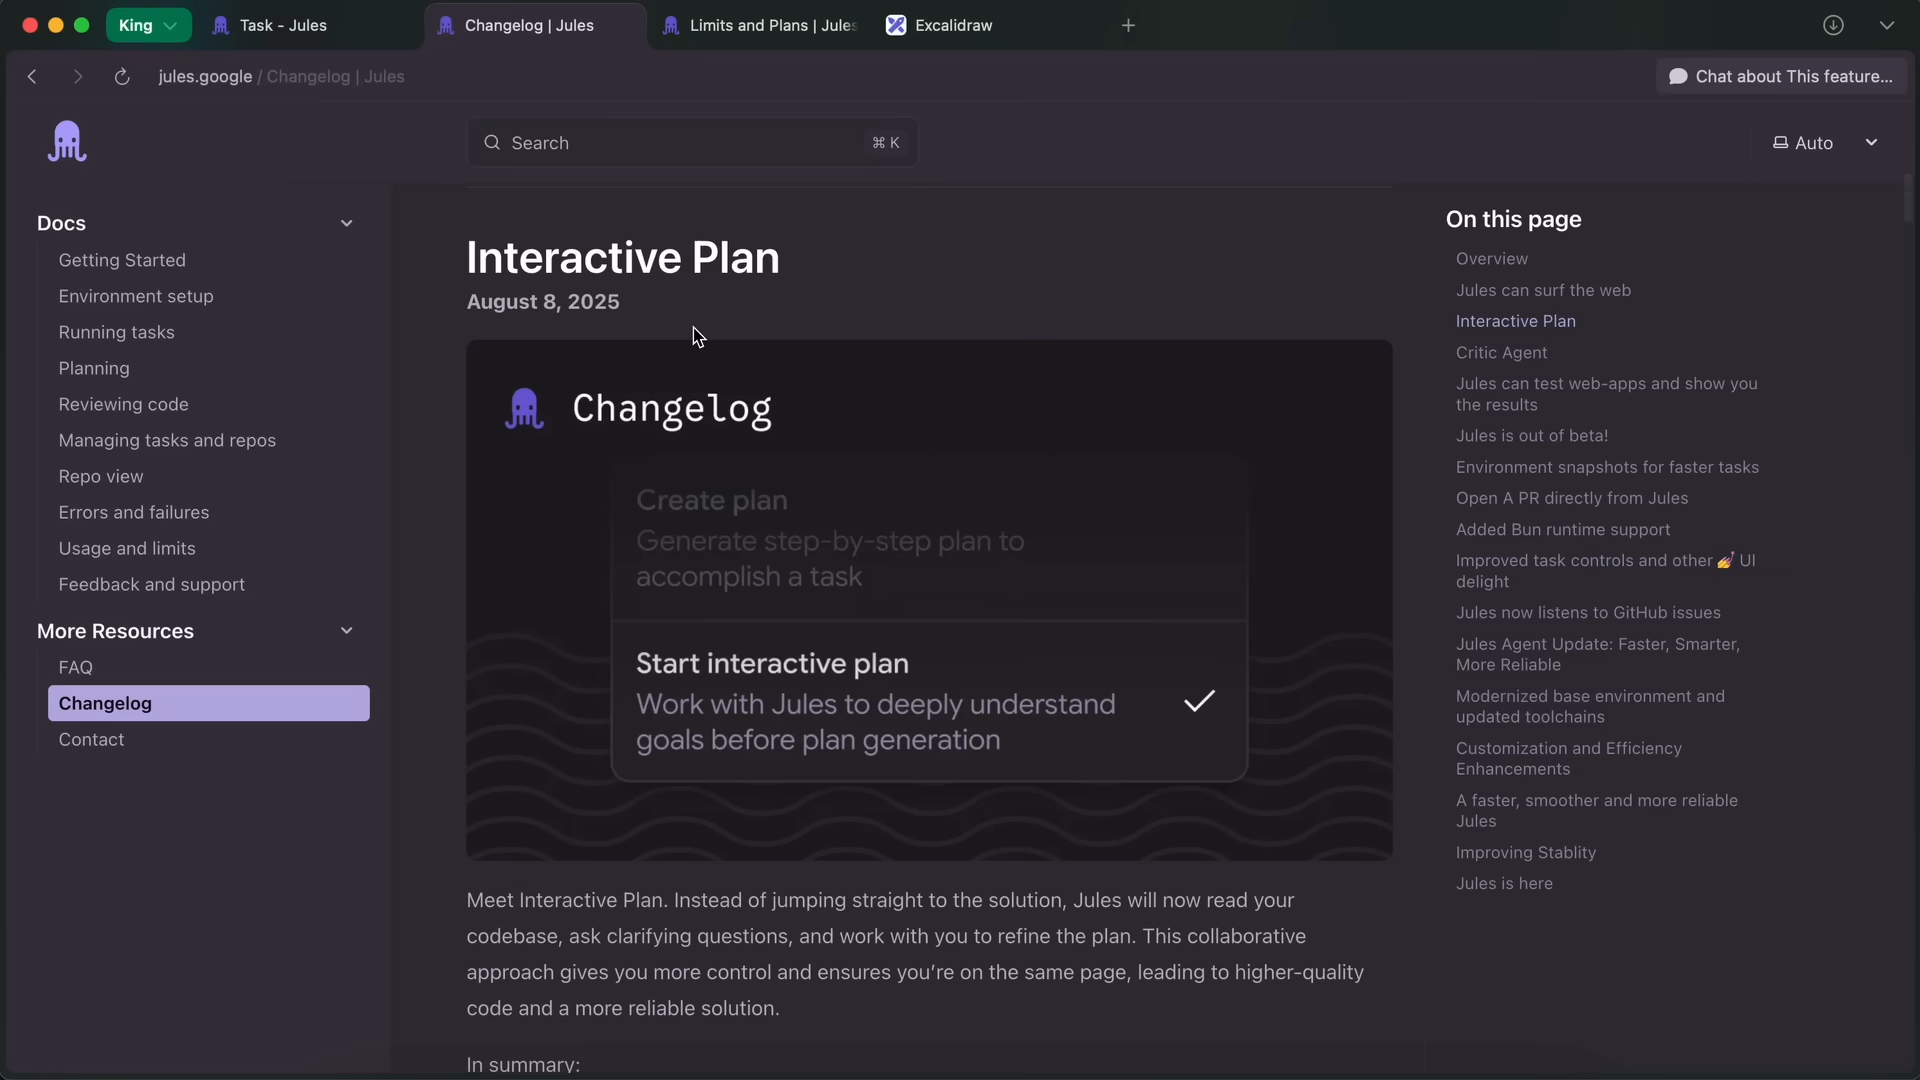 King
Task - Jules
Changelog | Jules
Limits and Plans | Jules
Excalidraw
jules.google / Changelog | Jules
Chat about This feature...
Search
⌘ K
Auto
Docs
Getting Started
Environment setup
Running tasks
Planning
Reviewing code
Managing tasks and repos
Repo view
Errors and failures
Usage and limits
Feedback and support
More Resources
FAQ
Changelog
Contact
Interactive Plan
August 8, 2025
Changelog
Create plan
Generate step-by-step plan to
accomplish a task
Start interactive plan
Work with Jules to deeply understand
goals before plan generation
Meet Interactive Plan. Instead of jumping straight to the solution, Jules will now read your
codebase, ask clarifying questions, and work with you to refine the plan. This collaborative
approach gives you more control and ensures you’re on the same page, leading to higher-quality
code and a more reliable solution.
In summary:
On this page
Overview
Jules can surf the web
Interactive Plan
Critic Agent
Jules can test web-apps and show you
the results
Jules is out of beta!
Environment snapshots for faster tasks
Open A PR directly from Jules
Added Bun runtime support
Improved task controls and other 💅 UI
delight
Jules now listens to GitHub issues
Jules Agent Update: Faster, Smarter,
More Reliable
Modernized base environment and
updated toolchains
Customization and Efficiency
Enhancements
A faster, smoother and more reliable
Jules
Improving Stablity
Jules is here